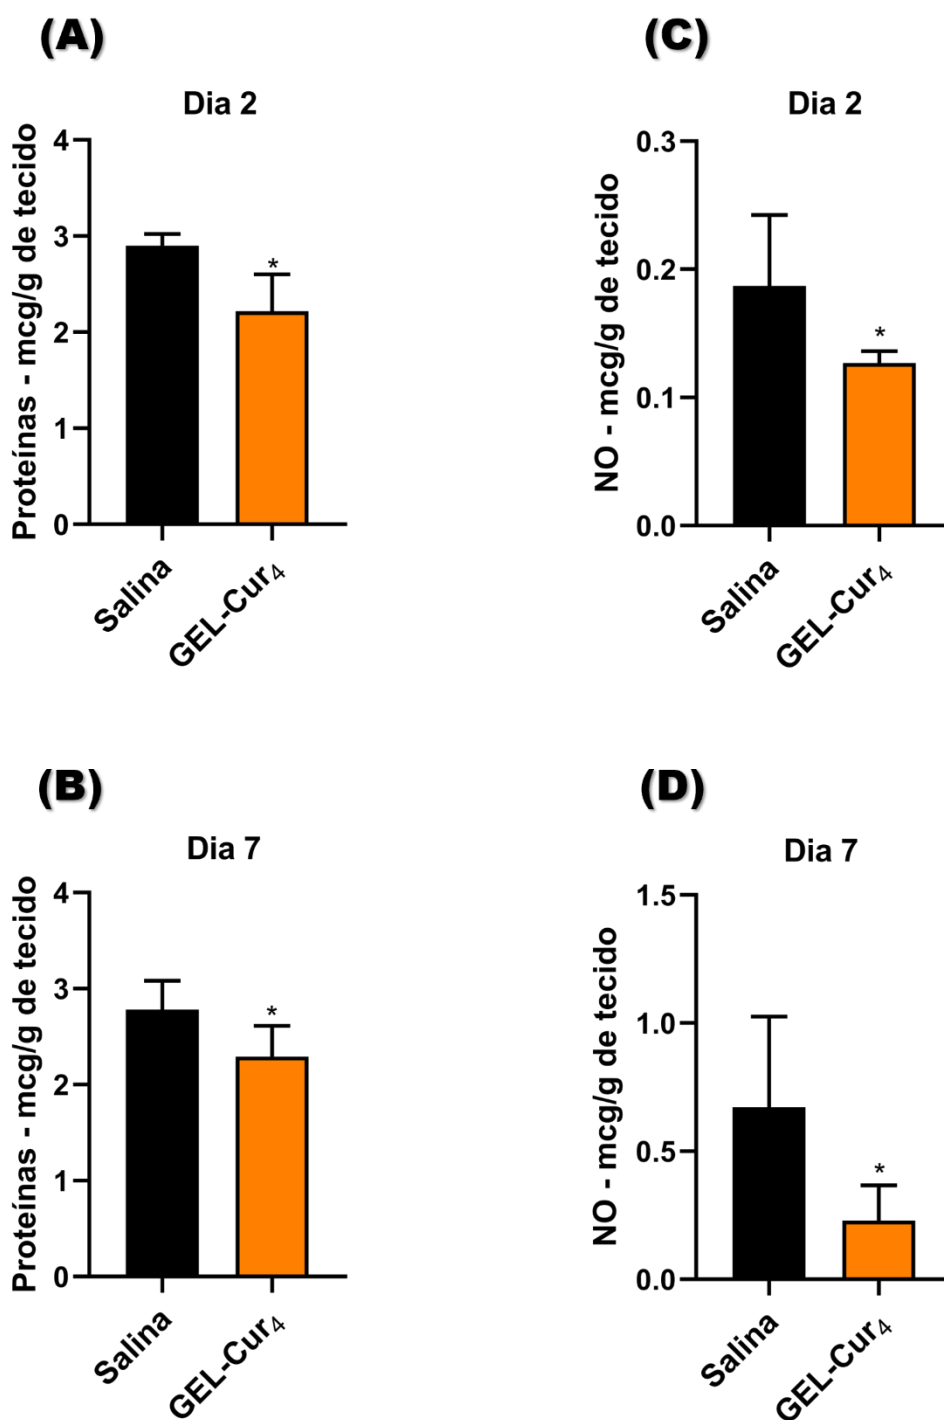 (A)
Dia 2
Proteínas - mcg/g de tecido
4
3
2
1
0
Salina
GEL-Cur₄
(C)
Dia 2
NO - mcg/g de tecido
0.3
0.2
0.1
0.0
*
*
Salina
GEL-Cur₄
(B)
Dia 7
Proteínas - mcg/g de tecido
4
3
2
1
0
*
Salina
GEL-Cur₄
(D)
Dia 7
NO - mcg/g de tecido
1.5
1.0
0.5
0.0
*
Salina
GEL-Cur₄